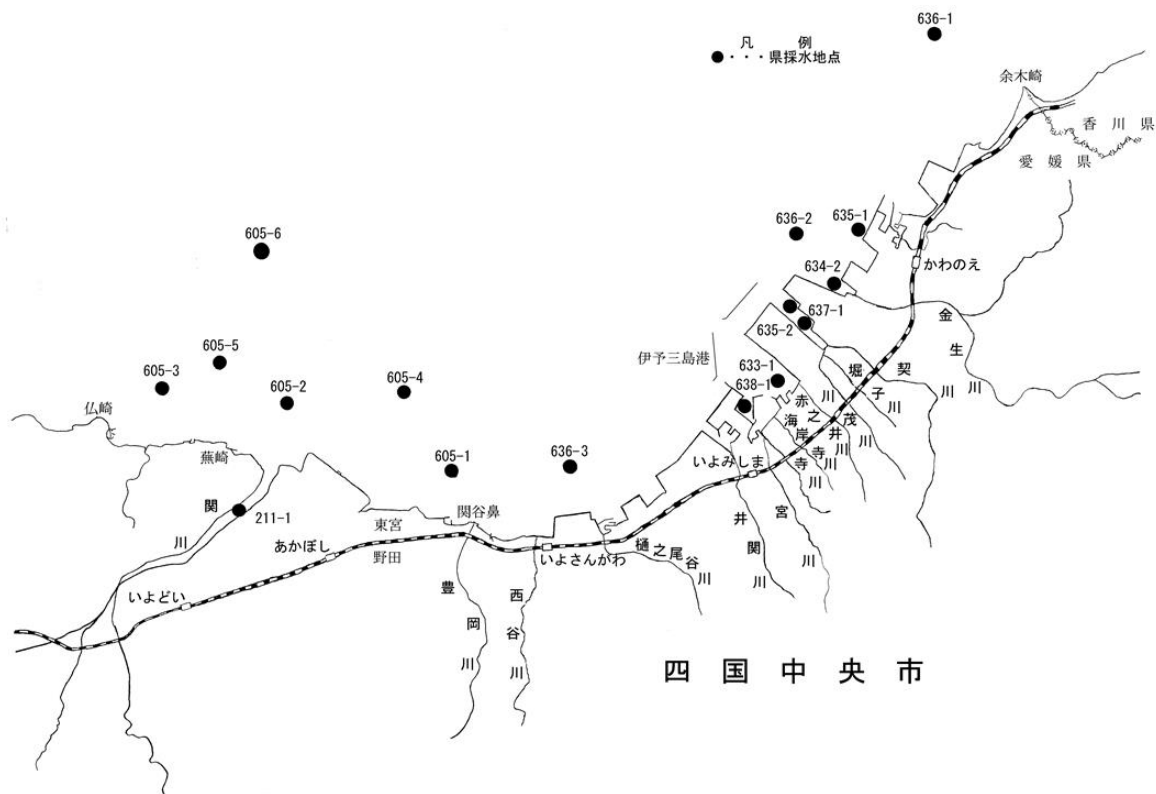 636-1
凡 例
●・・・県採水地点
余木崎
香川県
愛媛県
605-6
636-2
635-1
634-2
かわのえ
637-1
635-2
金生川
伊予三島港
605-5
605-3
605-2
605-4
633-1
638-1
堀
契川
子川
赤之井川
茂川
海岸寺川
寺川
仏崎
蕪崎
605-1
636-3
いよみしま
関川
211-1
東宮
関谷鼻
野田
あかぼし
いよさんがわ
樋之尾谷川
井関川
宮川
いよどい
豊岡川
西谷川
四国中央市